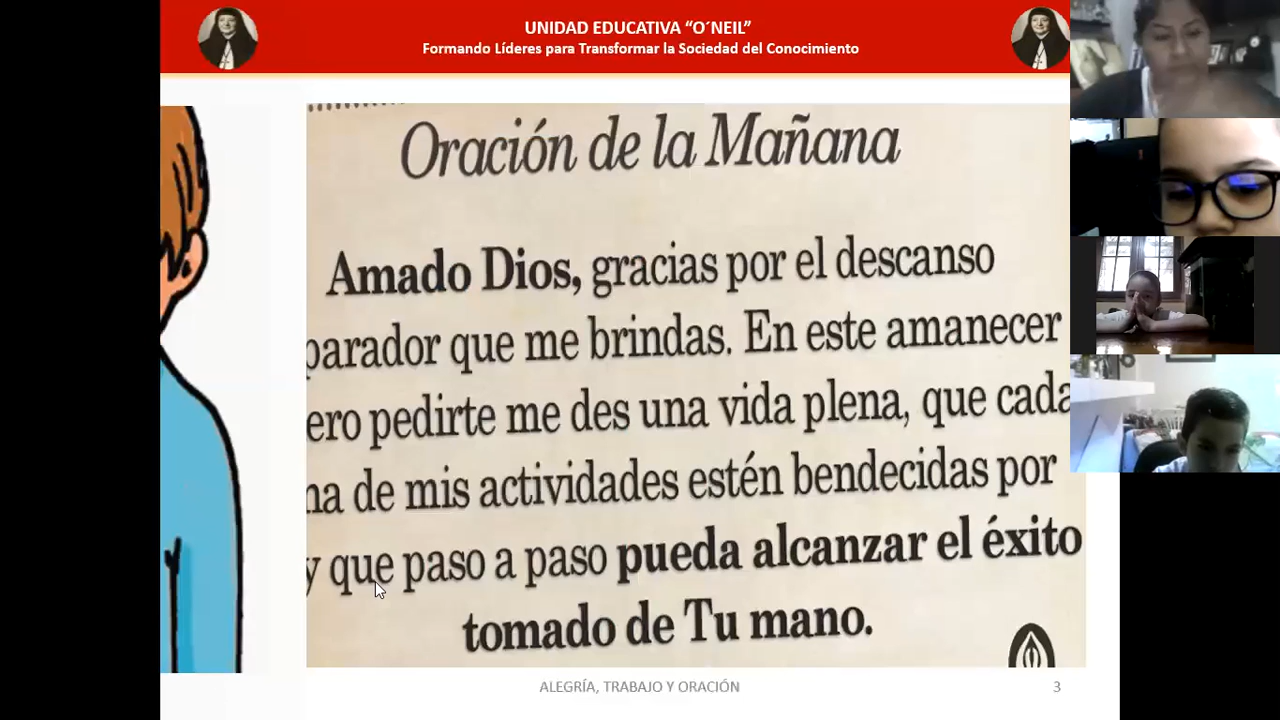 UNIDAD EDUCATIVA “O´NEIL”
Formando Líderes para Transformar la Sociedad del Conocimiento
Oración de la Mañana
Amado Dios, gracias por el descanso
parador que me brindas. En este amanecer
ero pedirte me des una vida plena, que cada
na de mis actividades estén bendecidas por
y que paso a paso pueda alcanzar el éxito
tomado de Tu mano.
ALEGRÍA, TRABAJO Y ORACIÓN
3